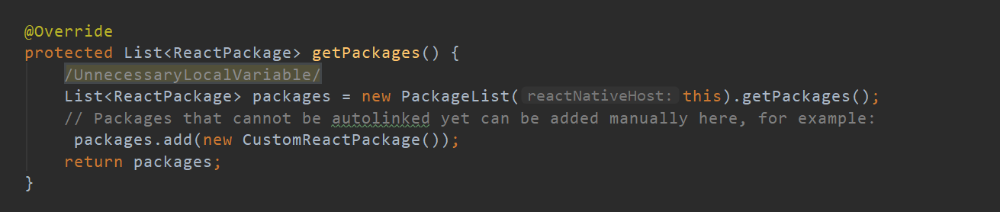 @Override
protected List<ReactPackage> getPackages() {
/UnnecessaryLocalVariable/
List<ReactPackage> packages = new PackageList( reactNativeHost: this).getPackages();
// Packages that cannot be autolinked yet can be added manually here, for example:
packages.add(new CustomReactPackage());
return packages;
}